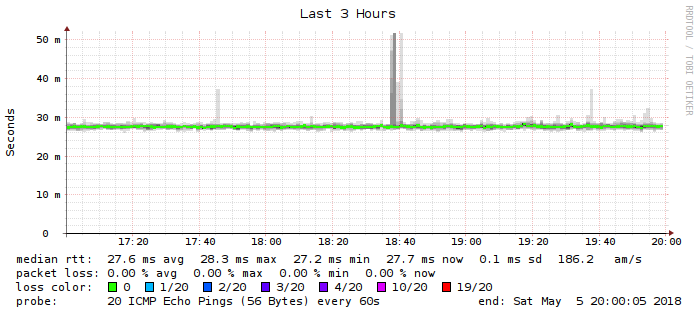 Last 3 Hours
RRDTOOL / TOBI OETIKER
Seconds
50 m
40 m
30 m
20 m
10 m
0
17:20 17:40 18:00 18:20 18:40 19:00 19:20 19:40 20:00
median rtt: 27.6 ms avg 28.3 ms max 27.2 ms min 27.7 ms now 0.1 ms sd 186.2 am/s
packet loss: 0.00 % avg 0.00 % max 0.00 % min 0.00 % now
loss color: 0 1/20 2/20 3/20 4/20 10/20 19/20
probe: 20 ICMP Echo Pings (56 Bytes) every 60s end: Sat May 5 20:00:05 2018